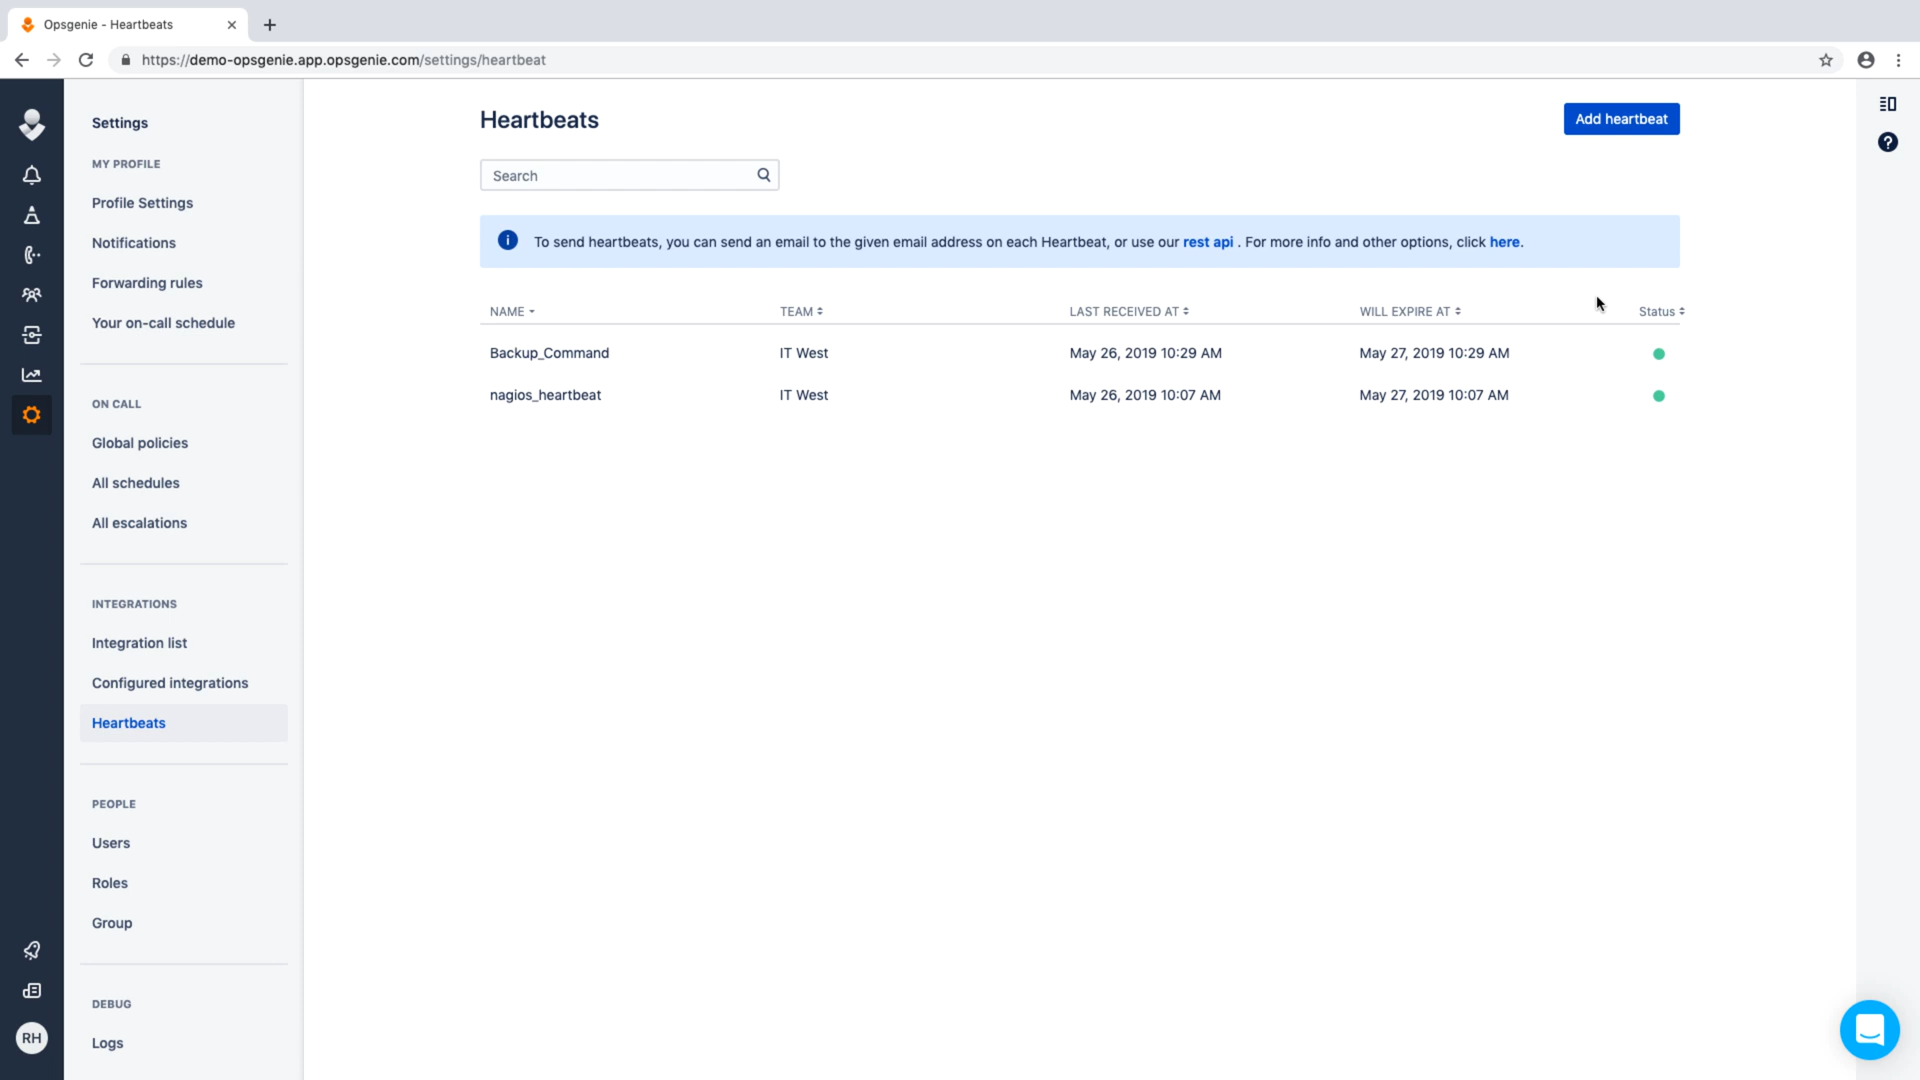 Opsgenie - Heartbeats
https://demo-opsgenie.app.opsgenie.com/settings/heartbeat
Settings
MY PROFILE
Profile Settings
Notifications
Forwarding rules
Your on-call schedule
ON CALL
Global policies
All schedules
All escalations
INTEGRATIONS
Integration list
Configured integrations
Heartbeats
PEOPLE
Users
Roles
Group
DEBUG
Logs
RH
Heartbeats
Add heartbeat
Search
To send heartbeats, you can send an email to the given email address on each Heartbeat, or use our rest api . For more info and other options, click here.
NAME TEAM LAST RECEIVED AT WILL EXPIRE AT Status
Backup_Command IT West May 26, 2019 10:29 AM May 27, 2019 10:29 AM
nagios_heartbeat IT West May 26, 2019 10:07 AM May 27, 2019 10:07 AM